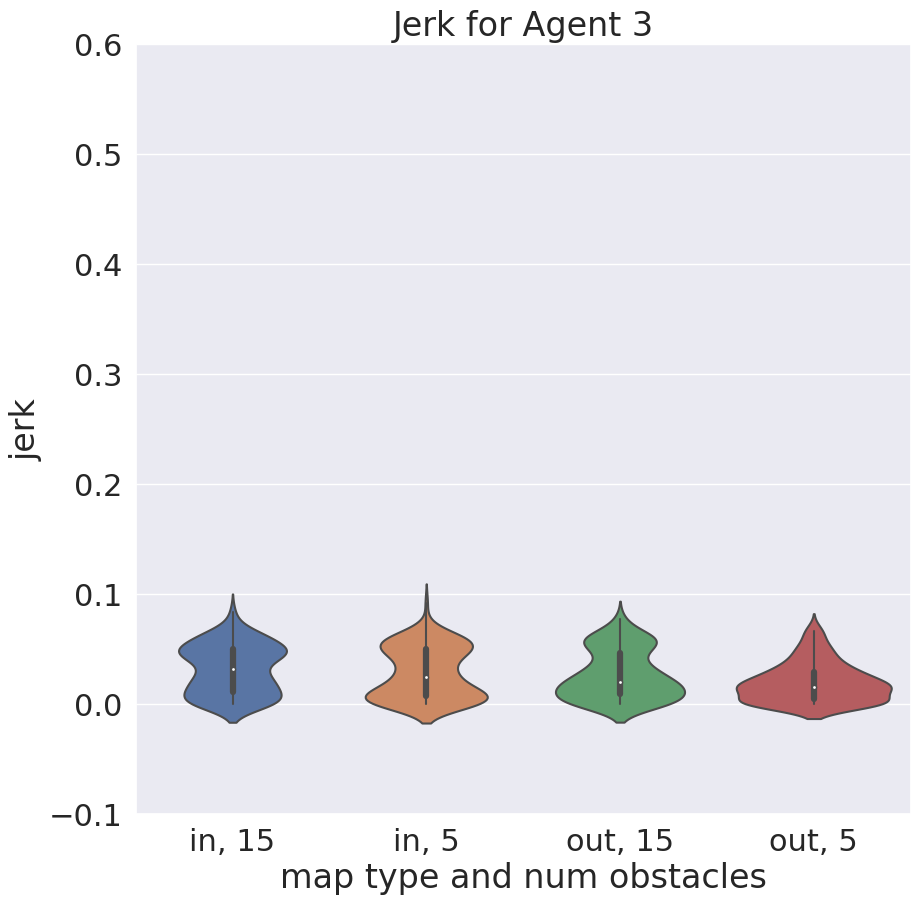 Jerk for Agent 3
0.6
0.5
0.4
0.3
0.2
0.1
0.0
−0.1
jerk
in, 15
in, 5
out, 15
out, 5
map type and num obstacles